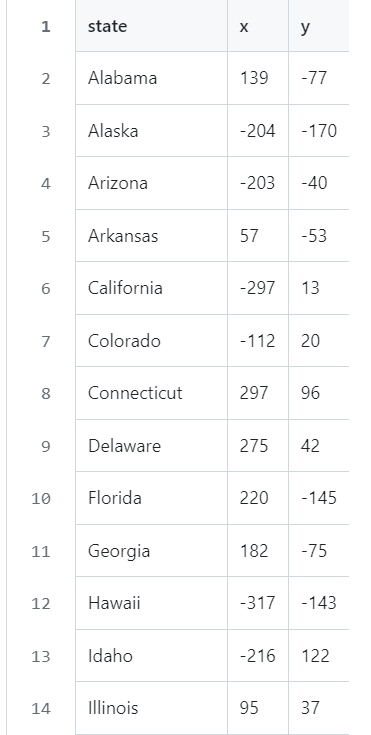 1 state x y
2 Alabama 139 -77
3 Alaska -204 -170
4 Arizona -203 -40
5 Arkansas 57 -53
6 California -297 13
7 Colorado -112 20
8 Connecticut 297 96
9 Delaware 275 42
10 Florida 220 -145
11 Georgia 182 -75
12 Hawaii -317 -143
13 Idaho -216 122
14 Illinois 95 37